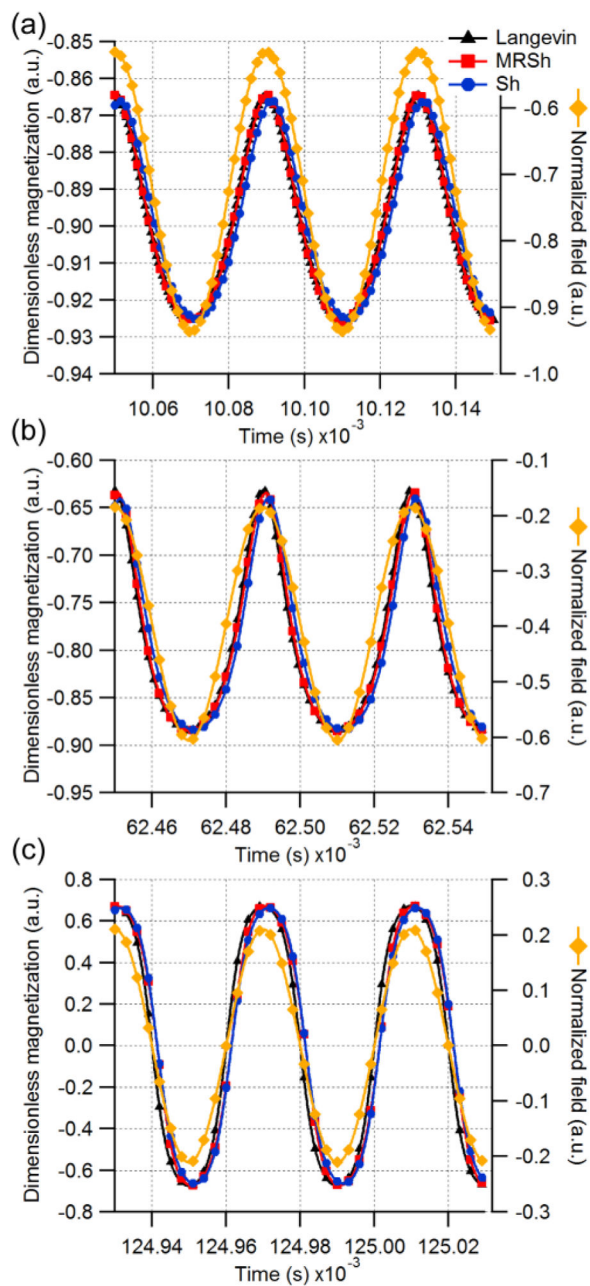 (a)
Langevin
MRSh
Sh
-0.85
-0.86
-0.87
-0.88
-0.89
-0.90
-0.91
-0.92
-0.93
-0.94
Dimensionless magnetization (a.u.)
-0.6
-0.7
-0.8
-0.9
-1.0
Normalized field (a.u.)
10.06 10.08 10.10 10.12 10.14
Time (s) x10-3
(b)
-0.60
-0.65
-0.70
-0.75
-0.80
-0.85
-0.90
-0.95
Dimensionless magnetization (a.u.)
-0.1
-0.2
-0.3
-0.4
-0.5
-0.6
-0.7
Normalized field (a.u.)
62.46 62.48 62.50 62.52 62.54
Time (s) x10-3
(c)
0.8
0.6
0.4
0.2
0.0
-0.2
-0.4
-0.6
-0.8
Dimensionless magnetization (a.u.)
0.3
0.2
0.1
0.0
-0.1
-0.2
-0.3
Normalized field (a.u.)
124.94 124.96 124.98 125.00 125.02
Time (s) x10-3